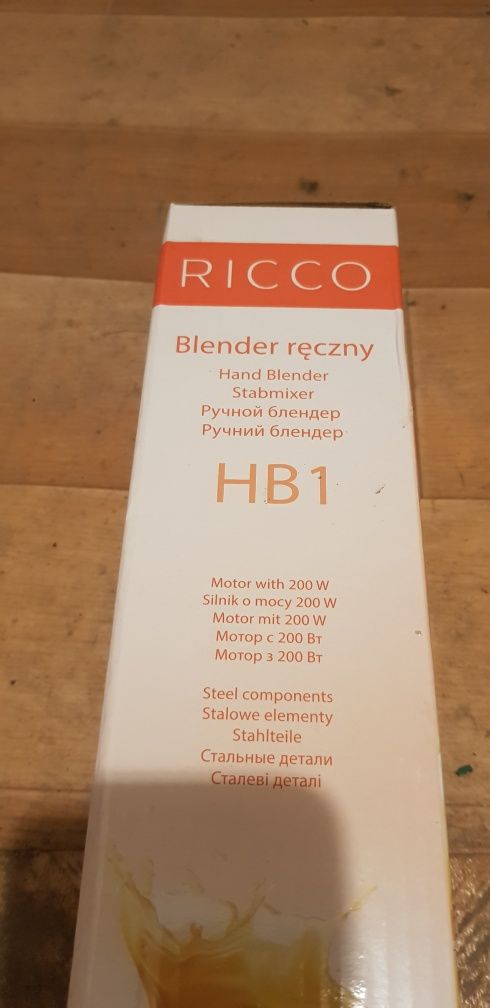 RICCO
Blender ręczny
Hand Blender
Stabmixer
Ручной блендер
Ручний блендер
HB1
Motor with 200 W
Silnik o mocy 200 W
Motor mit 200 W
Мотор с 200 Вт
Мотор з 200 Вт
Steel components
Stalowe elementy
Stahlteile
Стальные детали
Сталеві деталі